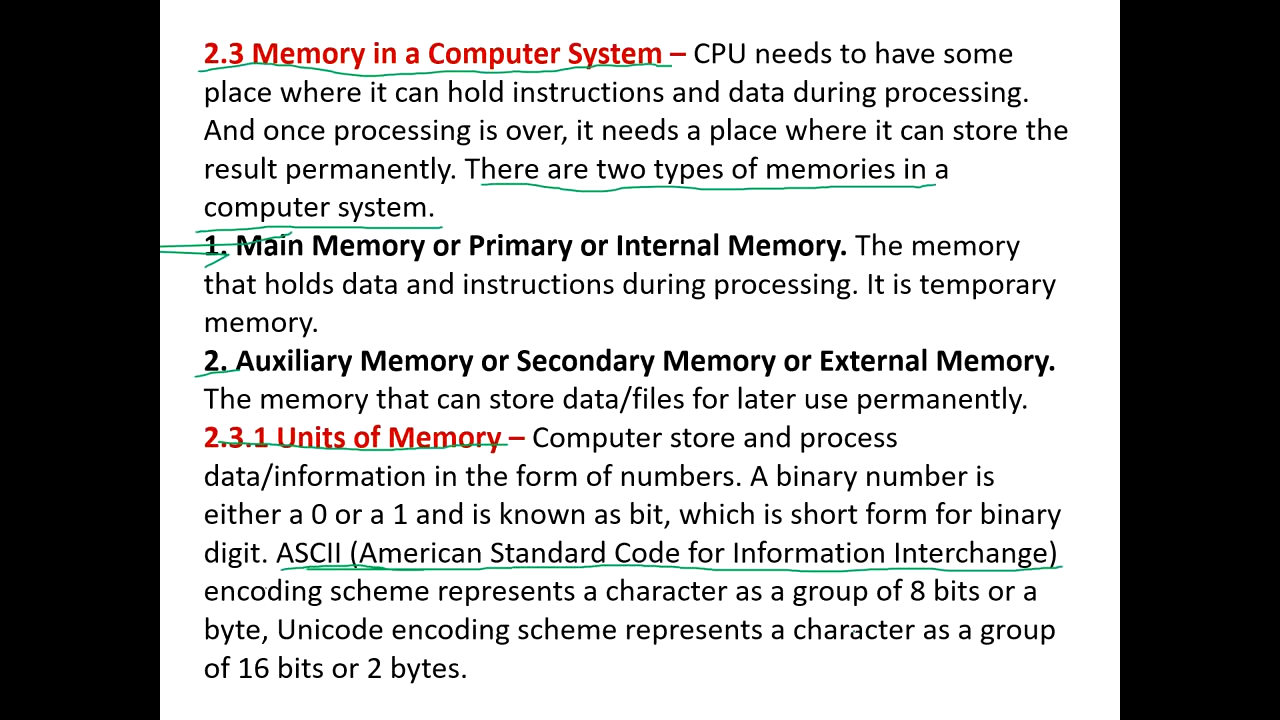 2.3 Memory in a Computer System – CPU needs to have some
place where it can hold instructions and data during processing.
And once processing is over, it needs a place where it can store the
result permanently. There are two types of memories in a
computer system.
1. Main Memory or Primary or Internal Memory. The memory
that holds data and instructions during processing. It is temporary
memory.
2. Auxiliary Memory or Secondary Memory or External Memory.
The memory that can store data/files for later use permanently.
2.3.1 Units of Memory – Computer store and process
data/information in the form of numbers. A binary number is
either a 0 or a 1 and is known as bit, which is short form for binary
digit. ASCII (American Standard Code for Information Interchange)
encoding scheme represents a character as a group of 8 bits or a
byte, Unicode encoding scheme represents a character as a group
of 16 bits or 2 bytes.